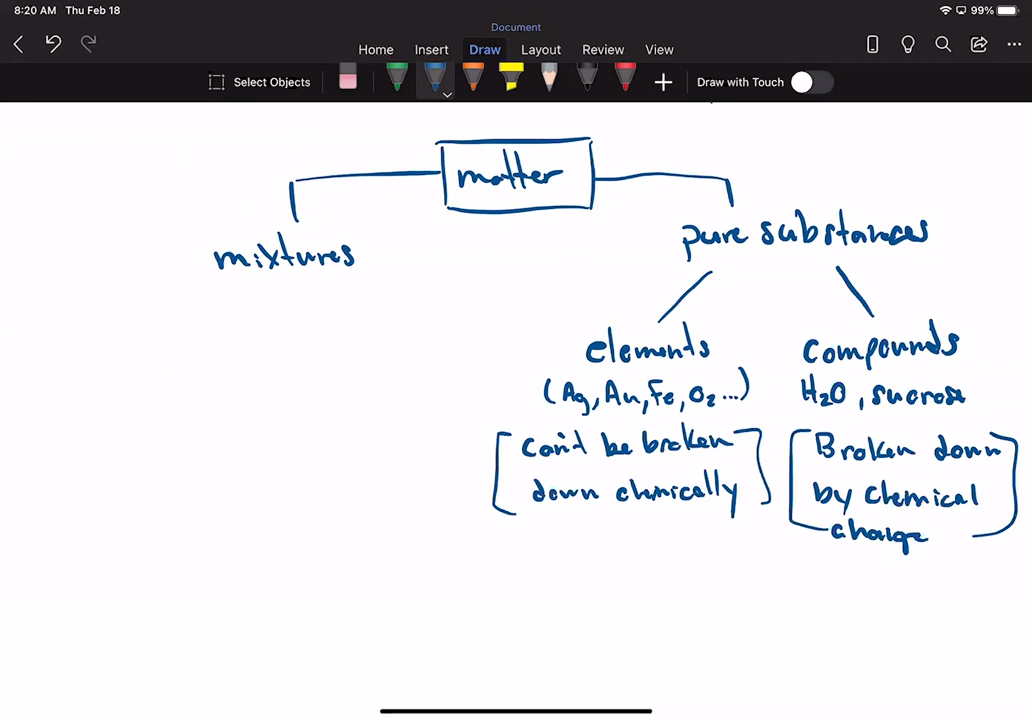 8:20 AM Thu Feb 18
99%
Document
Home Insert Draw Layout Review View
Select Objects
Draw with Touch
matter
mixtures
pure substances
elements
compounds
(Ag, Au, Fe, O₂...)
H₂O, sucrose
can't be broken
down chemically
Broken down
by chemical
change